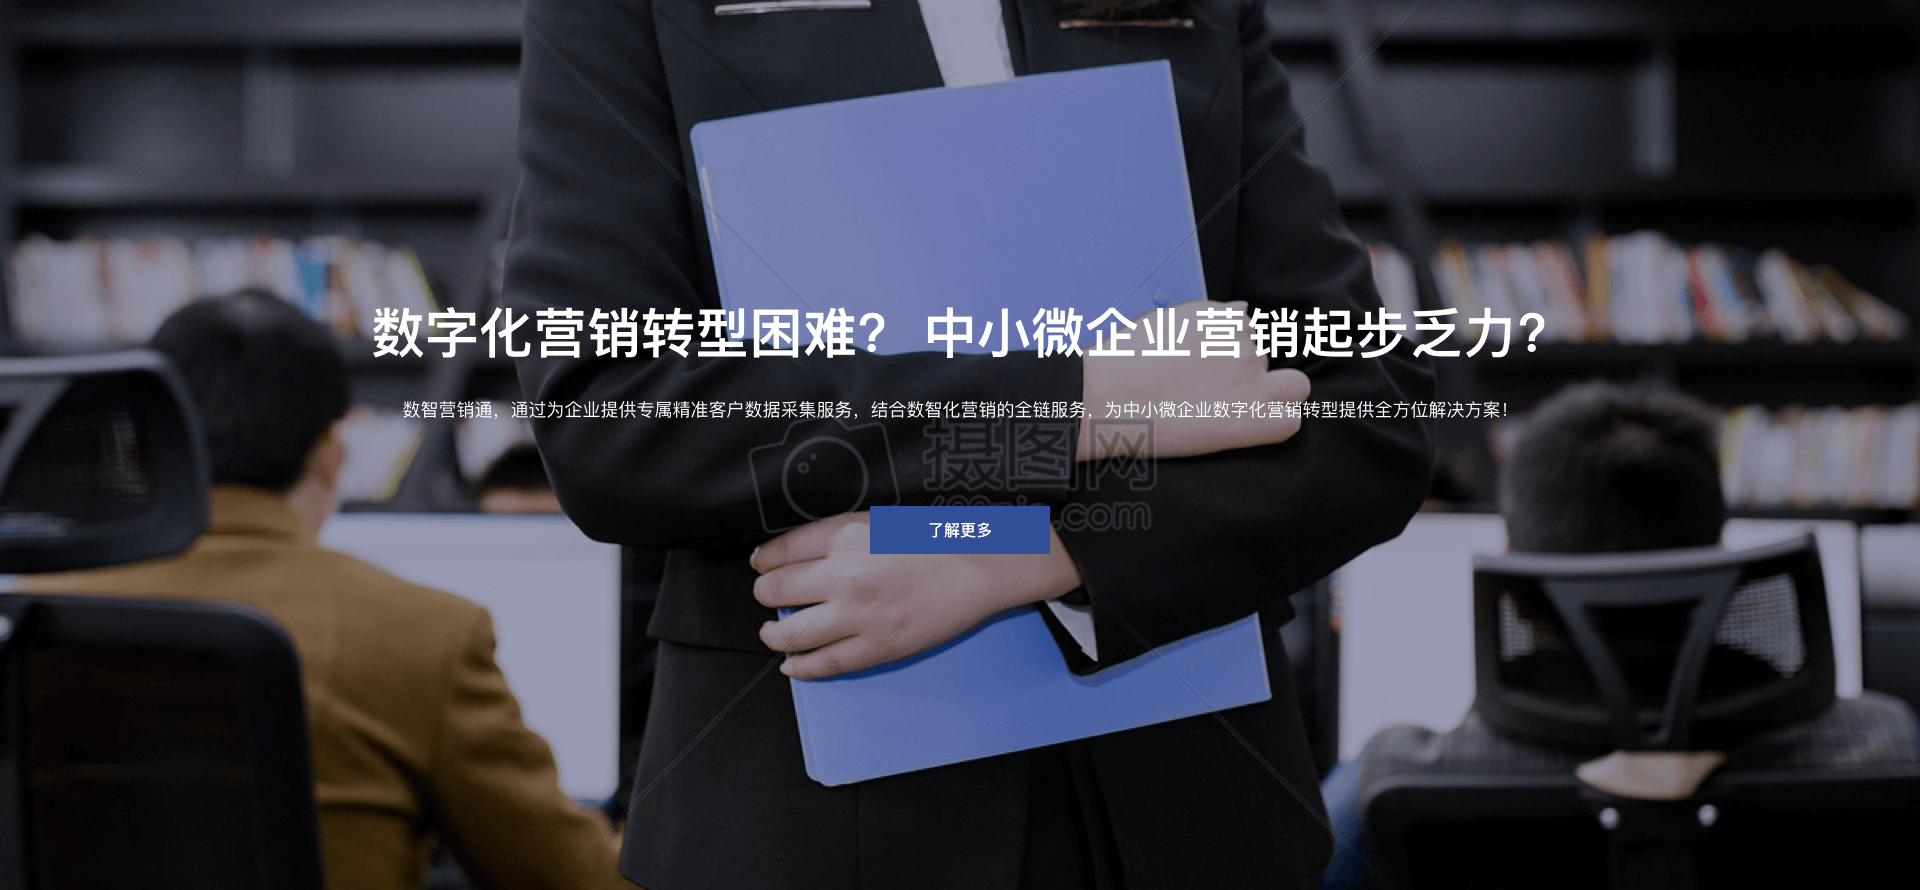 数字化营销转型困难？ 中小微企业营销起步乏力？
数智营销通，通过为企业提供专属精准客户数据采集服务，结合数智化营销的全链服务，为中小微企业数字化营销转型提供全方位解决方案！
摄图网
了解更多